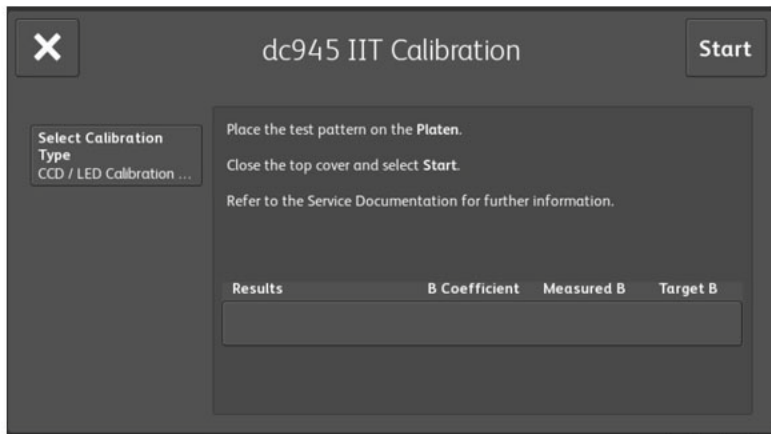 dc945 IIT Calibration
Start
Select Calibration
Type
CCD / LED Calibration ...
Place the test pattern on the Platen.
Close the top cover and select Start.
Refer to the Service Documentation for further information.
Results B Coefficient Measured B Target B